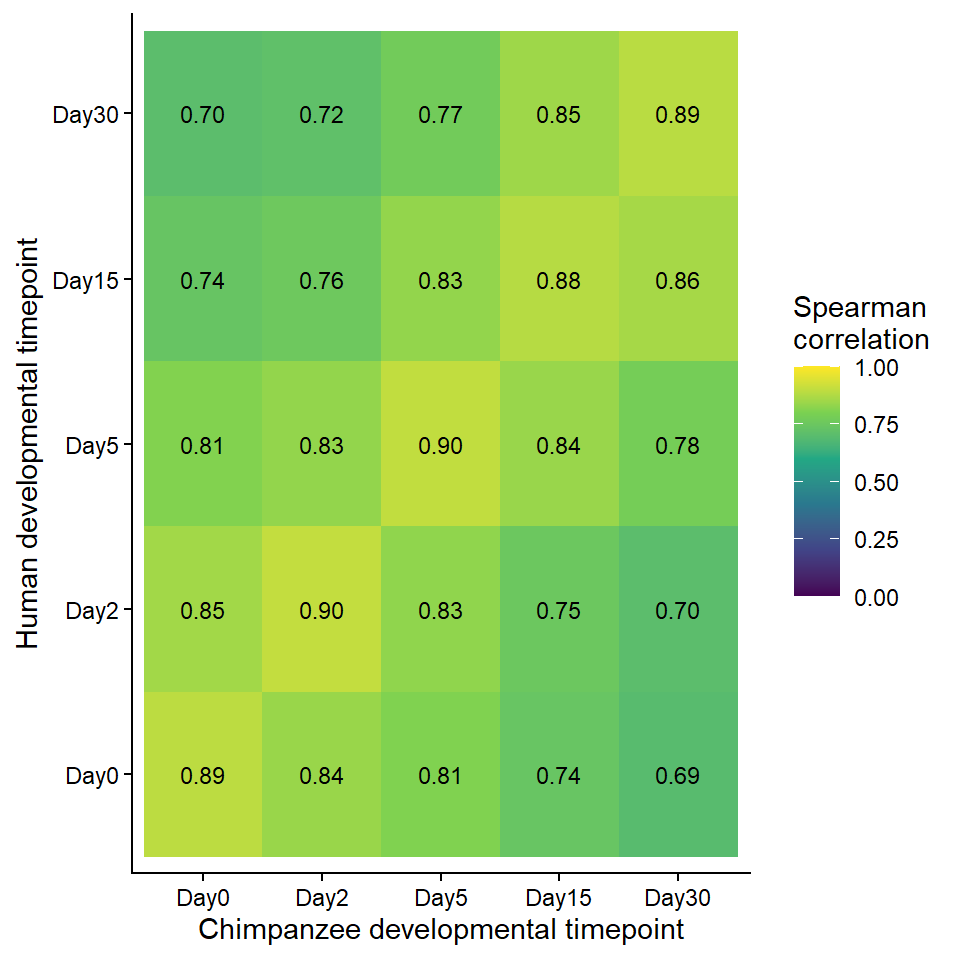 Human developmental timepoint
Day30 0.70 0.72 0.77 0.85 0.89
Day15 0.74 0.76 0.83 0.88 0.86
Day5 0.81 0.83 0.90 0.84 0.78
Day2 0.85 0.90 0.83 0.75 0.70
Day0 0.89 0.84 0.81 0.74 0.69
Day0 Day2 Day5 Day15 Day30
Chimpanzee developmental timepoint
Spearman
correlation
1.00
0.75
0.50
0.25
0.00